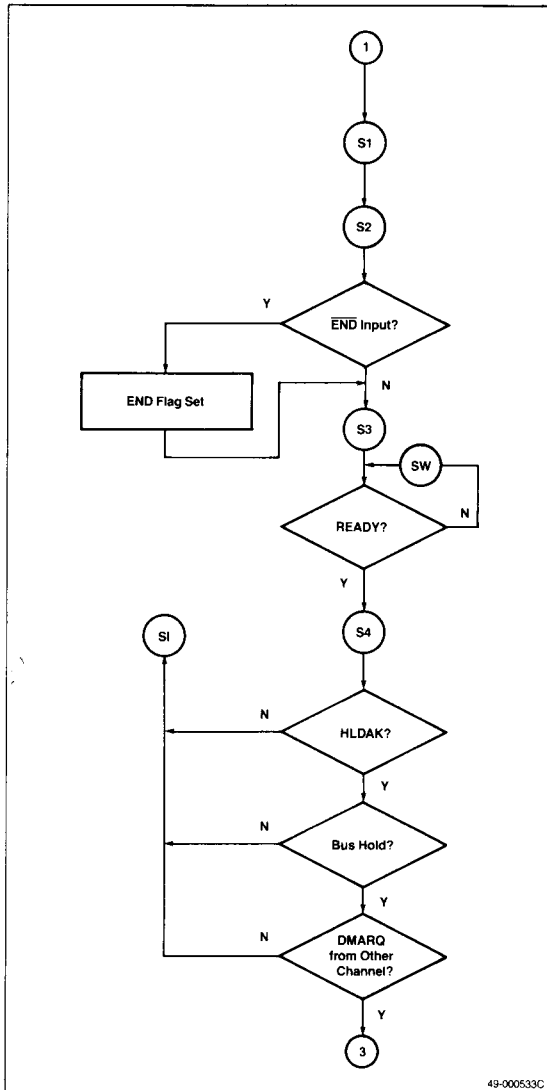 1
S1
S2
Y
END Input?
END Flag Set
N
S3
SW
READY?
N
Y
SI
S4
N
HLDAK?
Y
N
Bus Hold?
Y
N
DMARQ
from Other
Channel?
Y
3
49-000533C